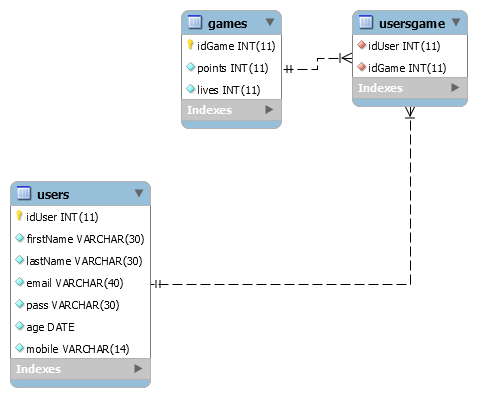 games
idGame INT(11)
points INT(11)
lives INT(11)
Indexes
usersgame
idUser INT(11)
idGame INT(11)
Indexes
users
idUser INT(11)
firstName VARCHAR(30)
lastName VARCHAR(30)
email VARCHAR(40)
pass VARCHAR(30)
age DATE
mobile VARCHAR(14)
Indexes